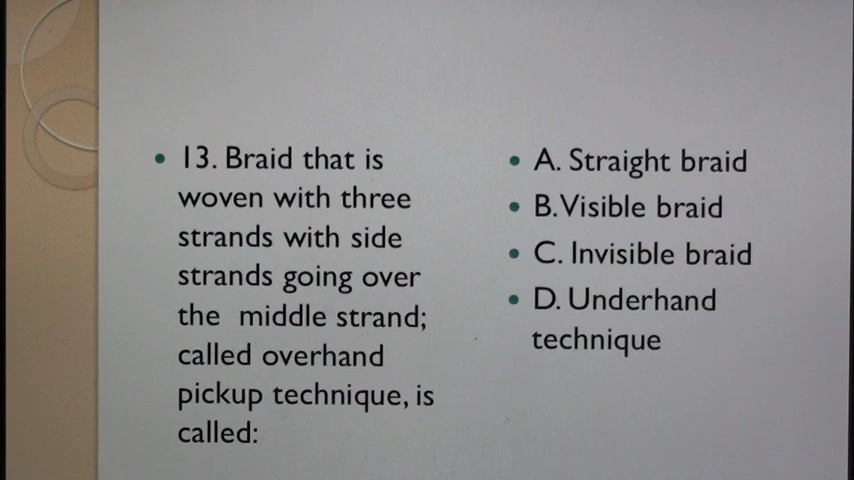 13. Braid that is
woven with three
strands with side
strands going over
the middle strand;
called overhand
pickup technique, is
called:
A. Straight braid
B. Visible braid
C. Invisible braid
D. Underhand
technique